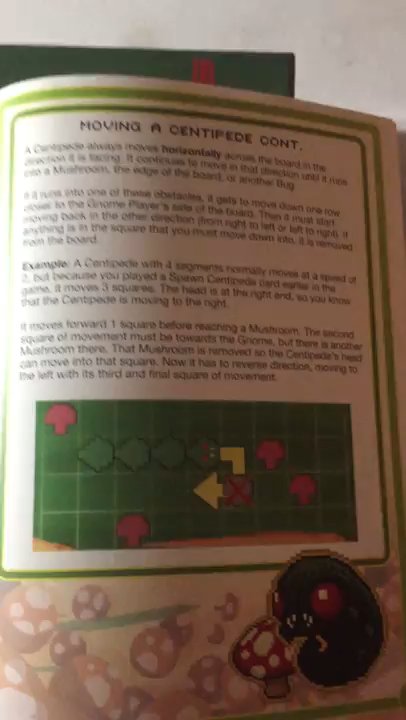 MOVING A CENTIPEDE CONT.
A Centipede always moves horizontally across the board in the
direction it is facing. It continues to move in that direction until it runs
into a Mushroom, the edge of the board, or another Bug.
If it runs into one of these obstacles, it gets to move down one row
closer to the Gnome Player's side of the board. Then it must start
moving back in the other direction (from right to left or left to right). If
anything is in the square that you must move down into, it is removed
from the board.
Example: A Centipede with 4 segments normally moves at a speed of
2, but because you played a Spawn Centipede card earlier in the
game, it moves 3 squares. The head is at the right end, so you know
that the Centipede is moving to the right.
It moves forward 1 square before reaching a Mushroom. The second
square of movement must be towards the Gnome, but there is another
Mushroom there. That Mushroom is removed so the Centipede's head
can move into that square. Now it has to reverse direction, moving to
the left with its third and final square of movement.